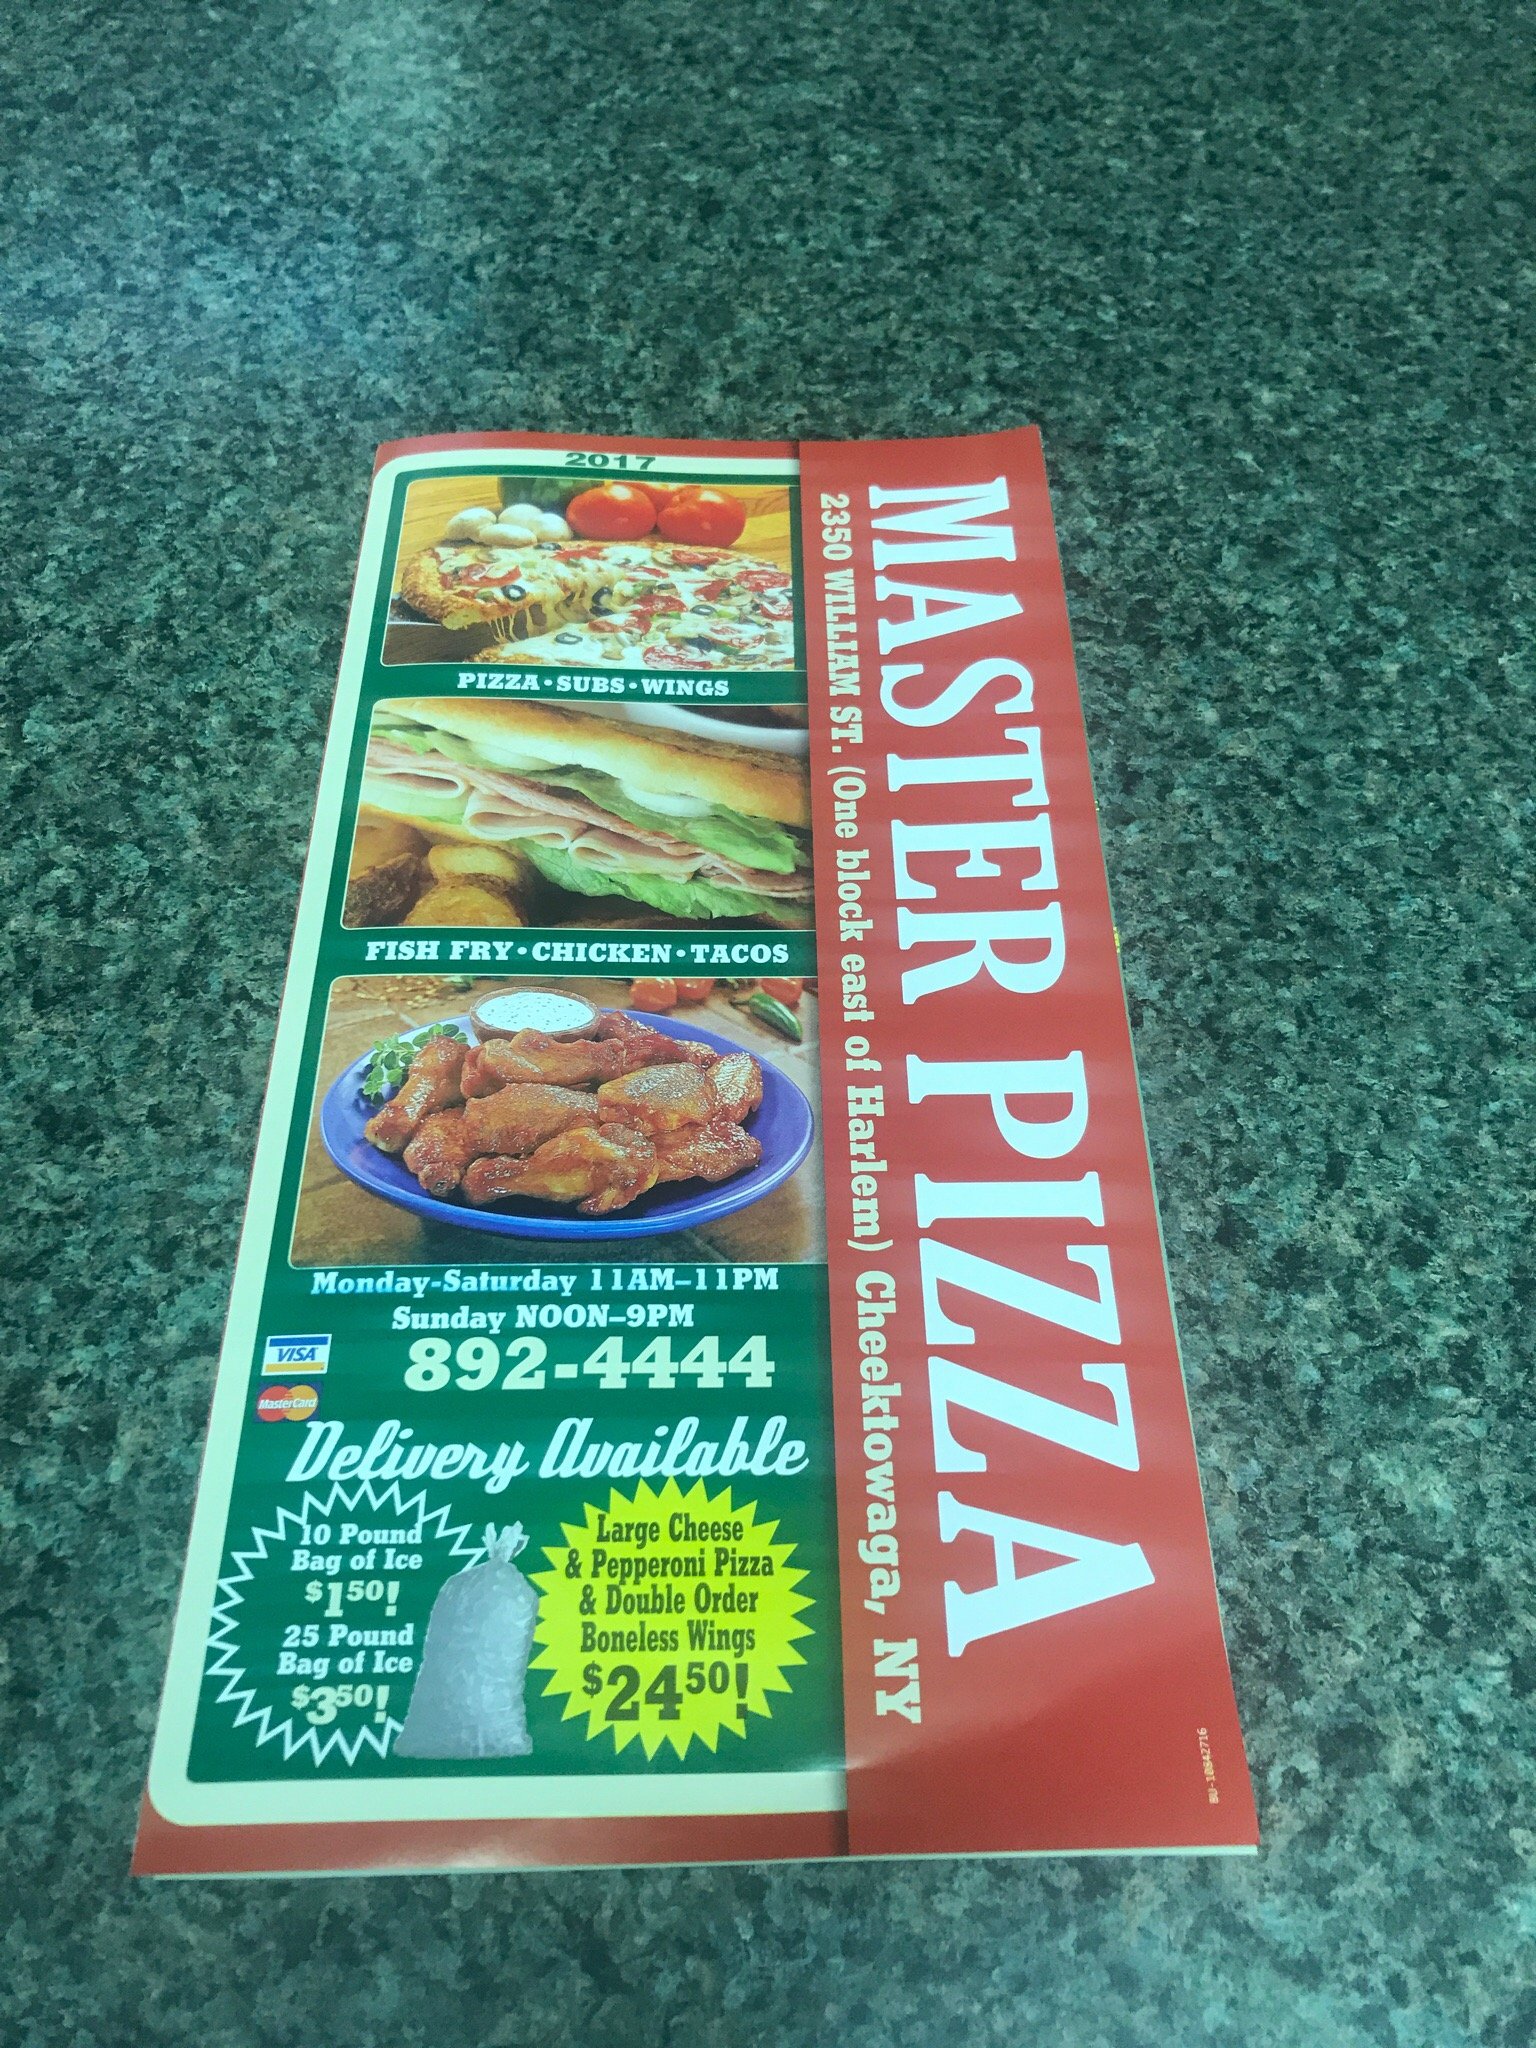 2017
PIZZA•SUBS•WINGS
FISH FRY•CHICKEN•TACOS
Monday-Saturday 11AM–11PM
Sunday NOON–9PM
892-4444
VISA
MasterCard
Delivery Available
10 Pound
Bag of Ice
$1.50!
25 Pound
Bag of Ice
$3.50!
Large Cheese
& Pepperoni Pizza
& Double Order
Boneless Wings
$24.50!
MASTER PIZZA
2350 WILLIAM ST. (One block east of Harlem) Cheektowaga, NY
BU-10842716